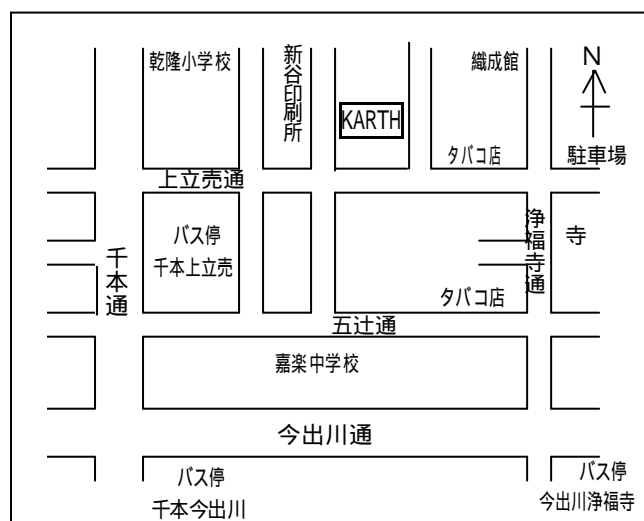 乾隆小学校
新谷印刷所
織成館
N
KARTH
タバコ店
駐車場
上立売通
バス停
千本上立売
千本通
浄福寺通
寺
タバコ店
五辻通
嘉楽中学校
今出川通
バス停
千本今出川
バス停
今出川浄福寺